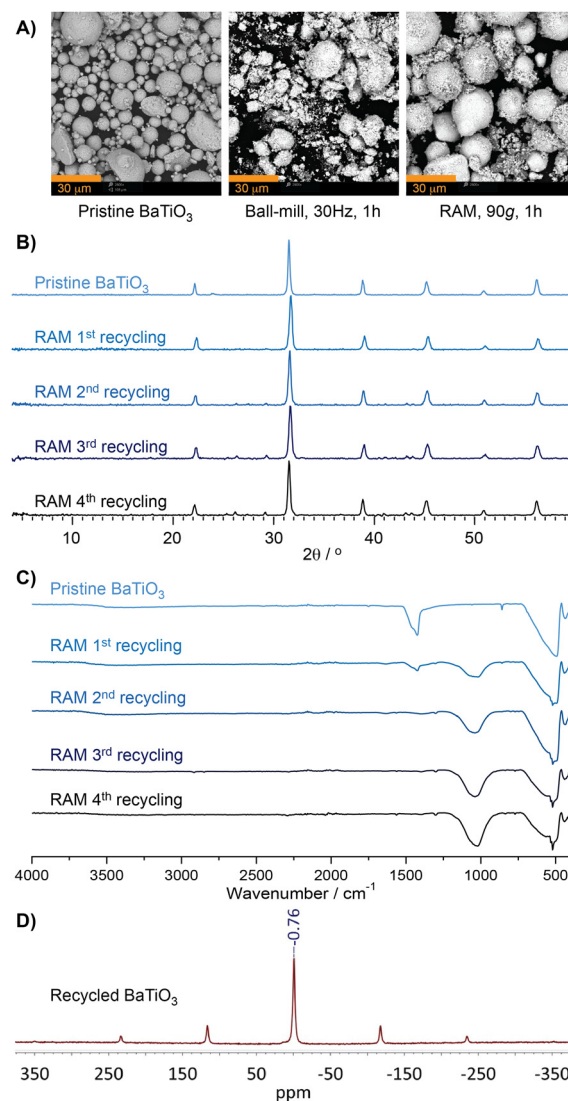 A)
30 μm 30 μm 30 μm
Pristine BaTiO₃ Ball-mill, 30Hz, 1h RAM, 90g, 1h
B)
Pristine BaTiO₃
RAM 1ˢᵗ recycling
RAM 2ⁿᵈ recycling
RAM 3ʳᵈ recycling
RAM 4ᵗʰ recycling
10 20 30 40 50
2θ / °
C)
Pristine BaTiO₃
RAM 1ˢᵗ recycling
RAM 2ⁿᵈ recycling
RAM 3ʳᵈ recycling
RAM 4ᵗʰ recycling
4000 3500 3000 2750 2250 1750 1500 1000 500
Wavenumber / cm⁻¹
D)
-0.76
Recycled BaTiO₃
350 250 150 50 -50 -150 -250 -350
ppm